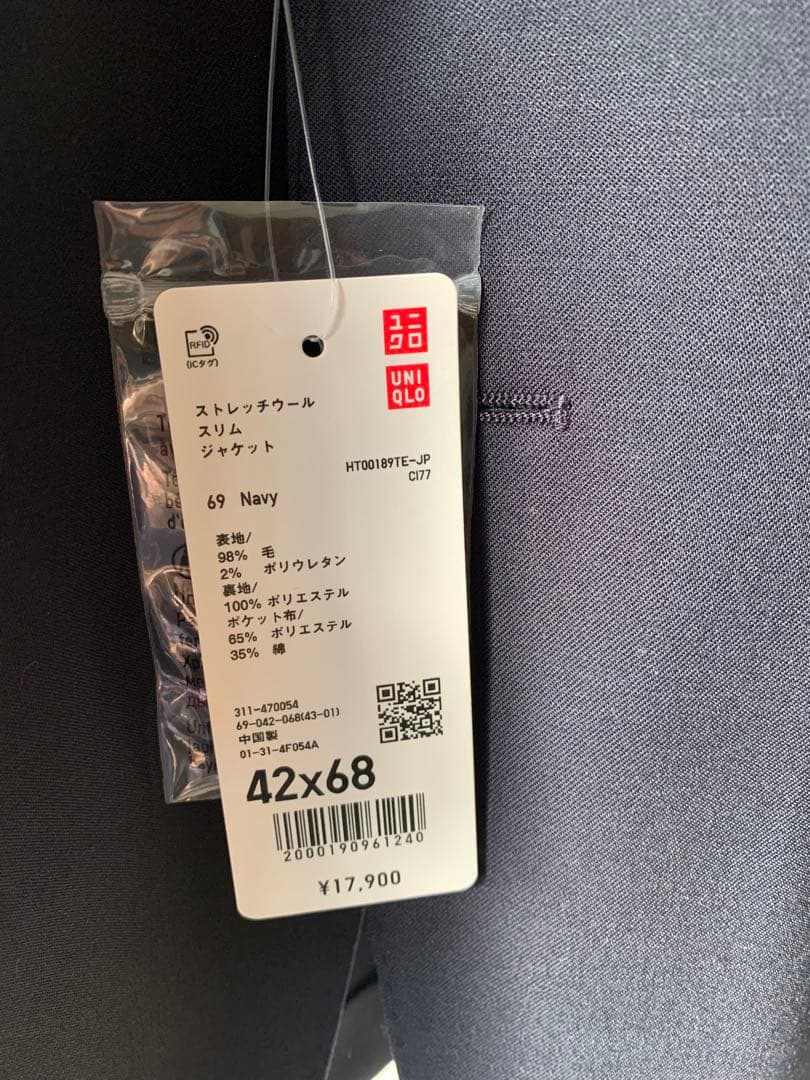 RFID
(ICタグ)
ユニ
クロ
UNI
QLO
ストレッチウール
スリム
ジャケット
HT00189TE-JP
CI77
69 Navy
表地/
98% 毛
2% ポリウレタン
裏地/
100% ポリエステル
ポケット布/
65% ポリエステル
35% 綿
311-470054
69-042-068(43-01)
中国製
01-31-4F054A
42x68
2000190961240
¥17,900